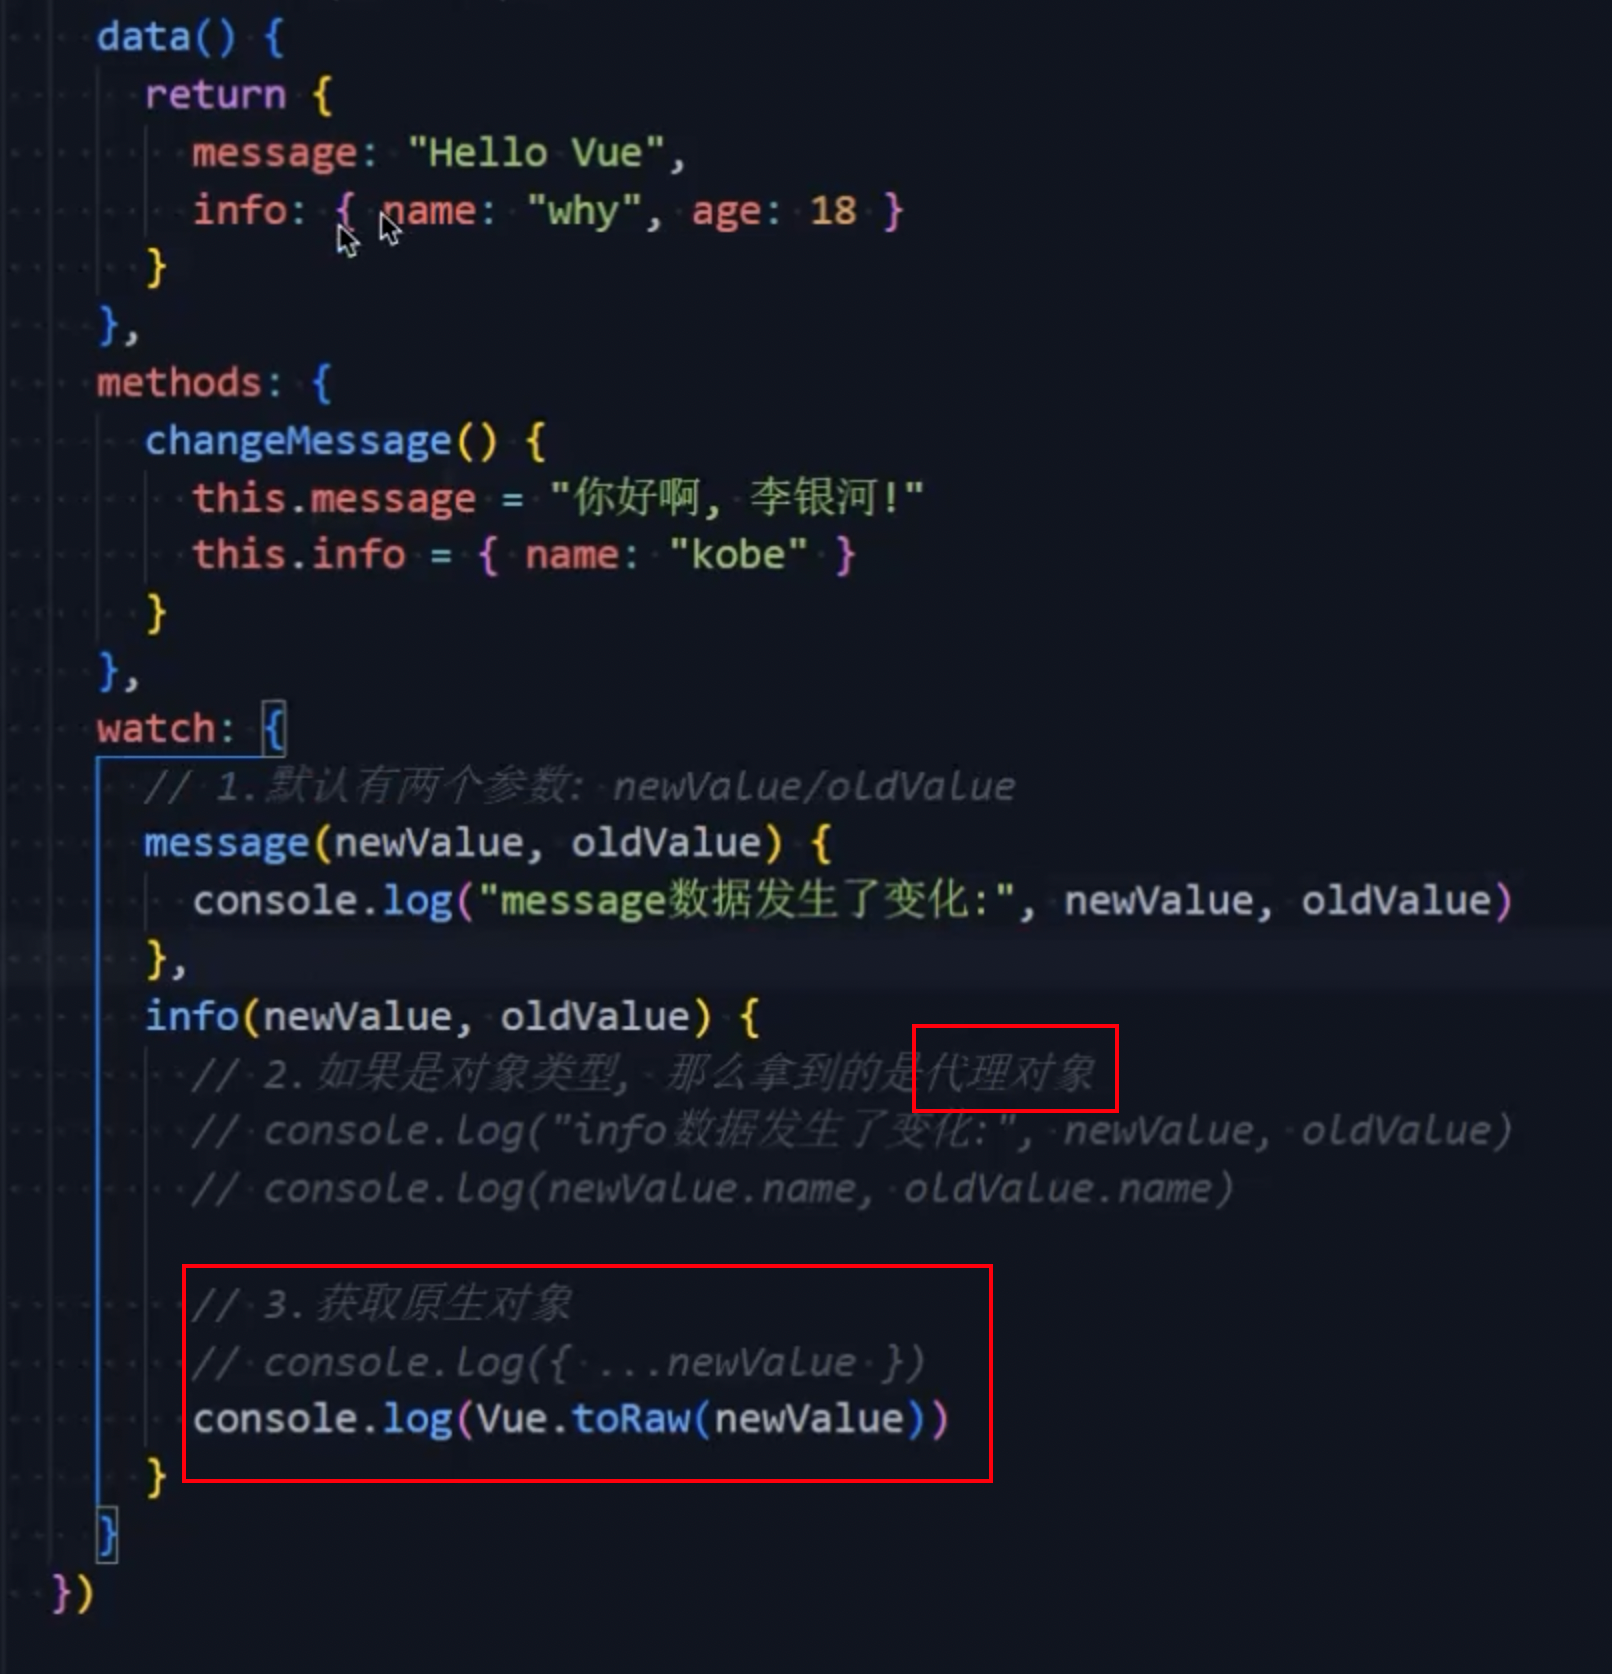 data() {
return {
message: "Hello Vue",
info: { name: "why", age: 18 }
}
},
methods: {
changeMessage() {
this.message = "你好啊, 李银河!"
this.info = { name: "kobe" }
}
},
watch: {
// 1.默认有两个参数: newValue/oldValue
message(newValue, oldValue) {
console.log("message数据发生了变化:", newValue, oldValue)
},
info(newValue, oldValue) {
// 2.如果是对象类型, 那么拿到的是代理对象
// console.log("info数据发生了变化:", newValue, oldValue)
// console.log(newValue.name, oldValue.name)
// 3.获取原生对象
// console.log({ ...newValue })
console.log(Vue.toRaw(newValue))
}
}
})